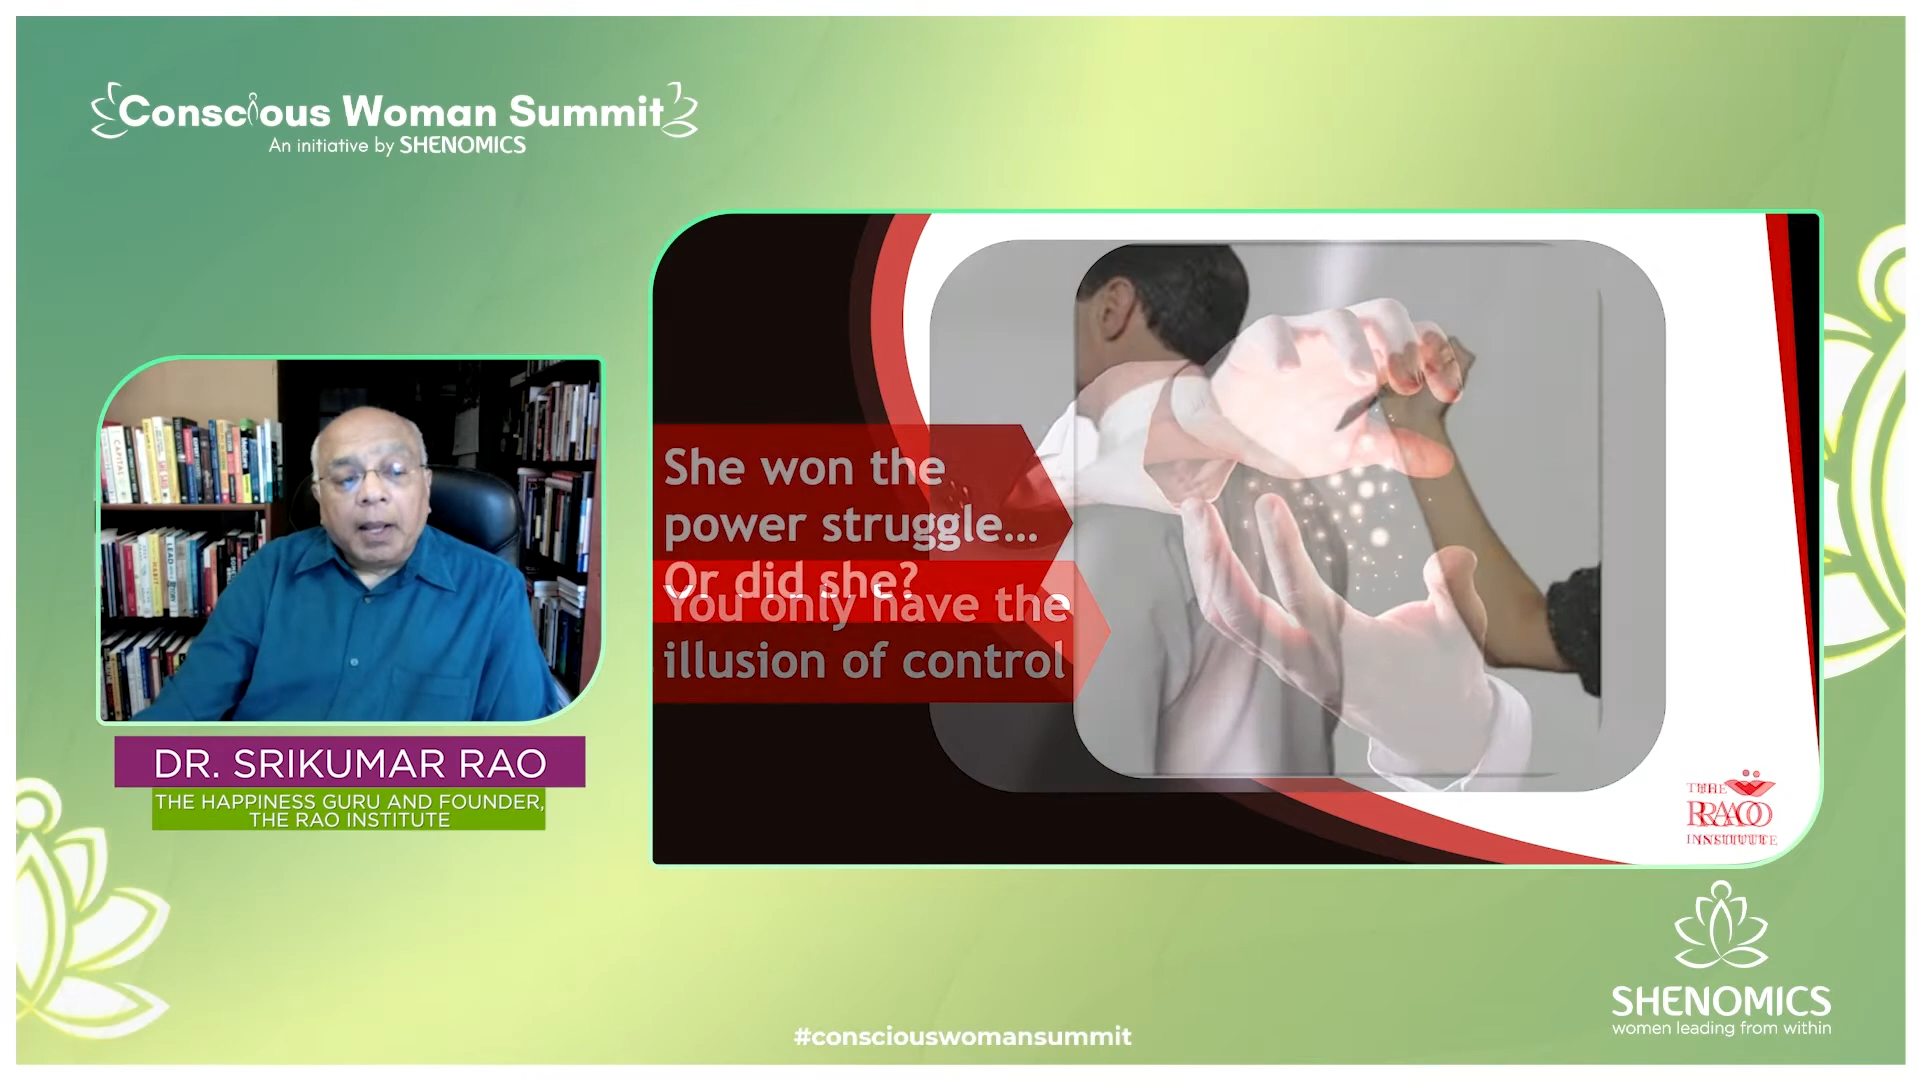 Conscious Woman Summit
An initiative by SHENOMICS
She won the
power struggle...
Or did she?
You only have the
illusion of control
CAPITAL
DR. SRIKUMAR RAO
THE HAPPINESS GURU AND FOUNDER,
THE RAO INSTITUTE
THE
RAO
INSTITUTE
SHENOMICS
women leading from within
#consciouswomansummit